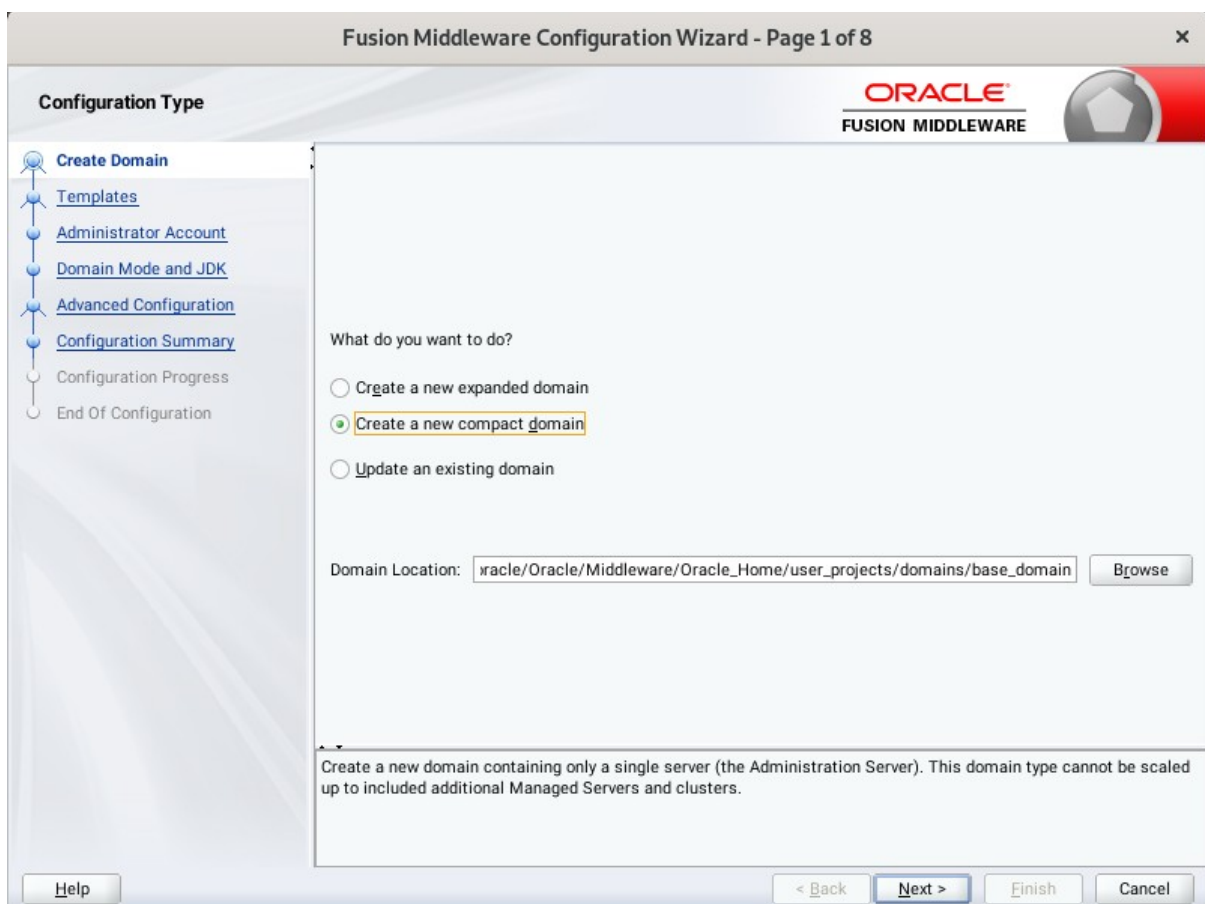 Fusion Middleware Configuration Wizard - Page 1 of 8
×
Configuration Type
ORACLE
FUSION MIDDLEWARE
Create Domain
Templates
Administrator Account
Domain Mode and JDK
Advanced Configuration
Configuration Summary
Configuration Progress
End Of Configuration
What do you want to do?
Create a new expanded domain
Create a new compact domain
Update an existing domain
Domain Location: racle/Oracle/Middleware/Oracle_Home/user_projects/domains/base_domain Browse
Create a new domain containing only a single server (the Administration Server). This domain type cannot be scaled
up to included additional Managed Servers and clusters.
Help < Back Next > Finish Cancel